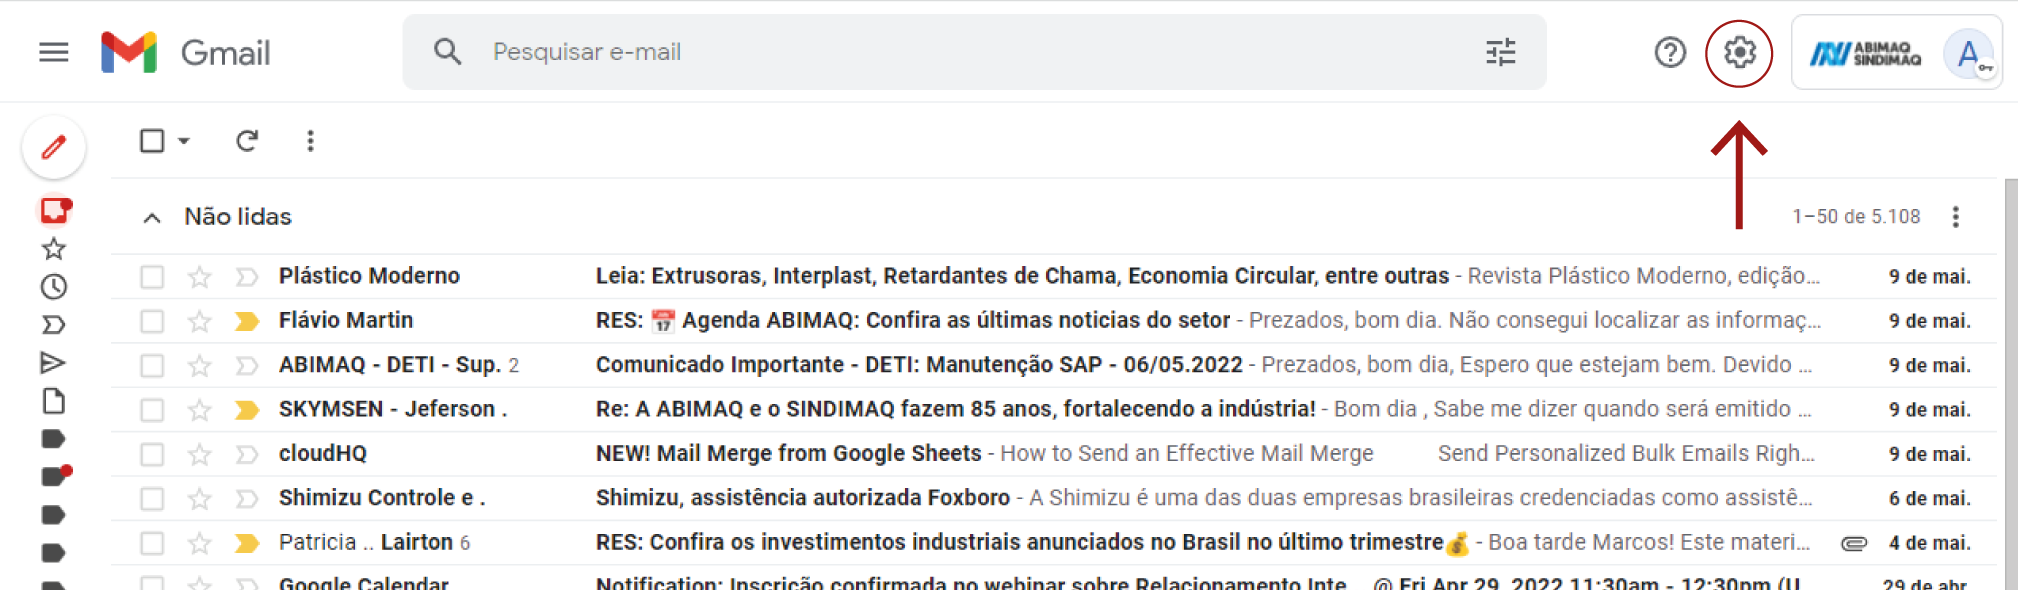 Gmail
Pesquisar e-mail
ABIMAQ
SINDIMAQ
A
Não lidas
1–50 de 5.108
Plástico Moderno Leia: Extrusoras, Interplast, Retardantes de Chama, Economia Circular, entre outras - Revista Plástico Moderno, edição... 9 de mai.
Flávio Martin RES: 📅 Agenda ABIMAQ: Confira as últimas noticias do setor - Prezados, bom dia. Não consegui localizar as informaç... 9 de mai.
ABIMAQ - DETI - Sup. 2 Comunicado Importante - DETI: Manutenção SAP - 06/05.2022 - Prezados, bom dia, Espero que estejam bem. Devido ... 9 de mai.
SKYMSEN - Jeferson . Re: A ABIMAQ e o SINDIMAQ fazem 85 anos, fortalecendo a indústria! - Bom dia , Sabe me dizer quando será emitido ... 9 de mai.
cloudHQ NEW! Mail Merge from Google Sheets - How to Send an Effective Mail Merge Send Personalized Bulk Emails Righ... 9 de mai.
Shimizu Controle e . Shimizu, assistência autorizada Foxboro - A Shimizu é uma das duas empresas brasileiras credenciadas como assistê... 6 de mai.
Patricia .. Lairton 6 RES: Confira os investimentos industriais anunciados no Brasil no último trimestre💰 - Boa tarde Marcos! Este materi... 4 de mai.
Google Calendar Notification: Inscrição confirmada no webinar sobre Relacionamento Inte... @ Fri Apr 29, 2022 11:30am - 12:30pm (U... 29 de abr.